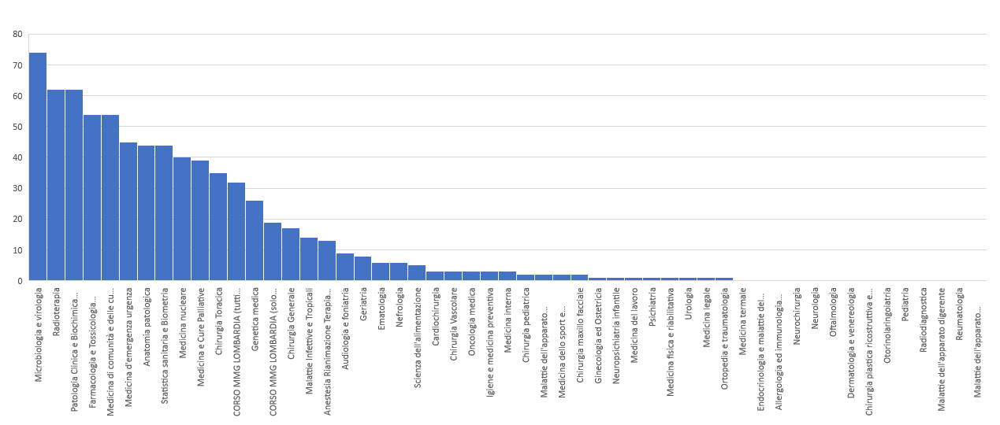 80
70
60
50
40
30
20
10
0
Microbiologia e virologia
Radioterapia
Patologia Clinica e Biochimica...
Farmacologia e Tossicologia...
Medicina di comunità e delle cu...
Medicina d'emergenza urgenza
Anatomia patologica
Statistica sanitaria e Biometria
Medicina nucleare
Medicina e Cure Palliative
Chirurgia Toracica
CORSO MMG LOMBARDIA (tutti...
Genetica medica
CORSO MMG LOMBARDIA (solo...
Chirurgia Generale
Malattie Infettive e Tropicali
Anestesia Rianimazione Terapia...
Audiologia e foniatria
Geriatria
Ematologia
Nefrologia
Scienza dell'alimentazione
Cardiochirurgia
Chirurgia Vascolare
Oncologia medica
Igiene e medicina preventiva
Medicina interna
Chirurgia pediatrica
Malattie dell'apparato...
Medicina dello sport e...
Chirurgia maxillo facciale
Ginecologia ed Ostetricia
Neuropsichiatria infantile
Medicina del lavoro
Psichiatria
Medicina fisica e riabilitativa
Urologia
Medicina legale
Ortopedia e traumatologia
Medicina termale
Endocrinologia e malattie del...
Allergologia ed immunologia...
Neurochirurgia
Neurologia
Oftalmologia
Dermatologia e venereologia
Chirurgia plastica ricostruttiva e...
Otorinolaringoiatria
Pediatria
Radiodiagnostica
Malattie dell'apparato digerente
Reumatologia
Malattie dell'apparato...